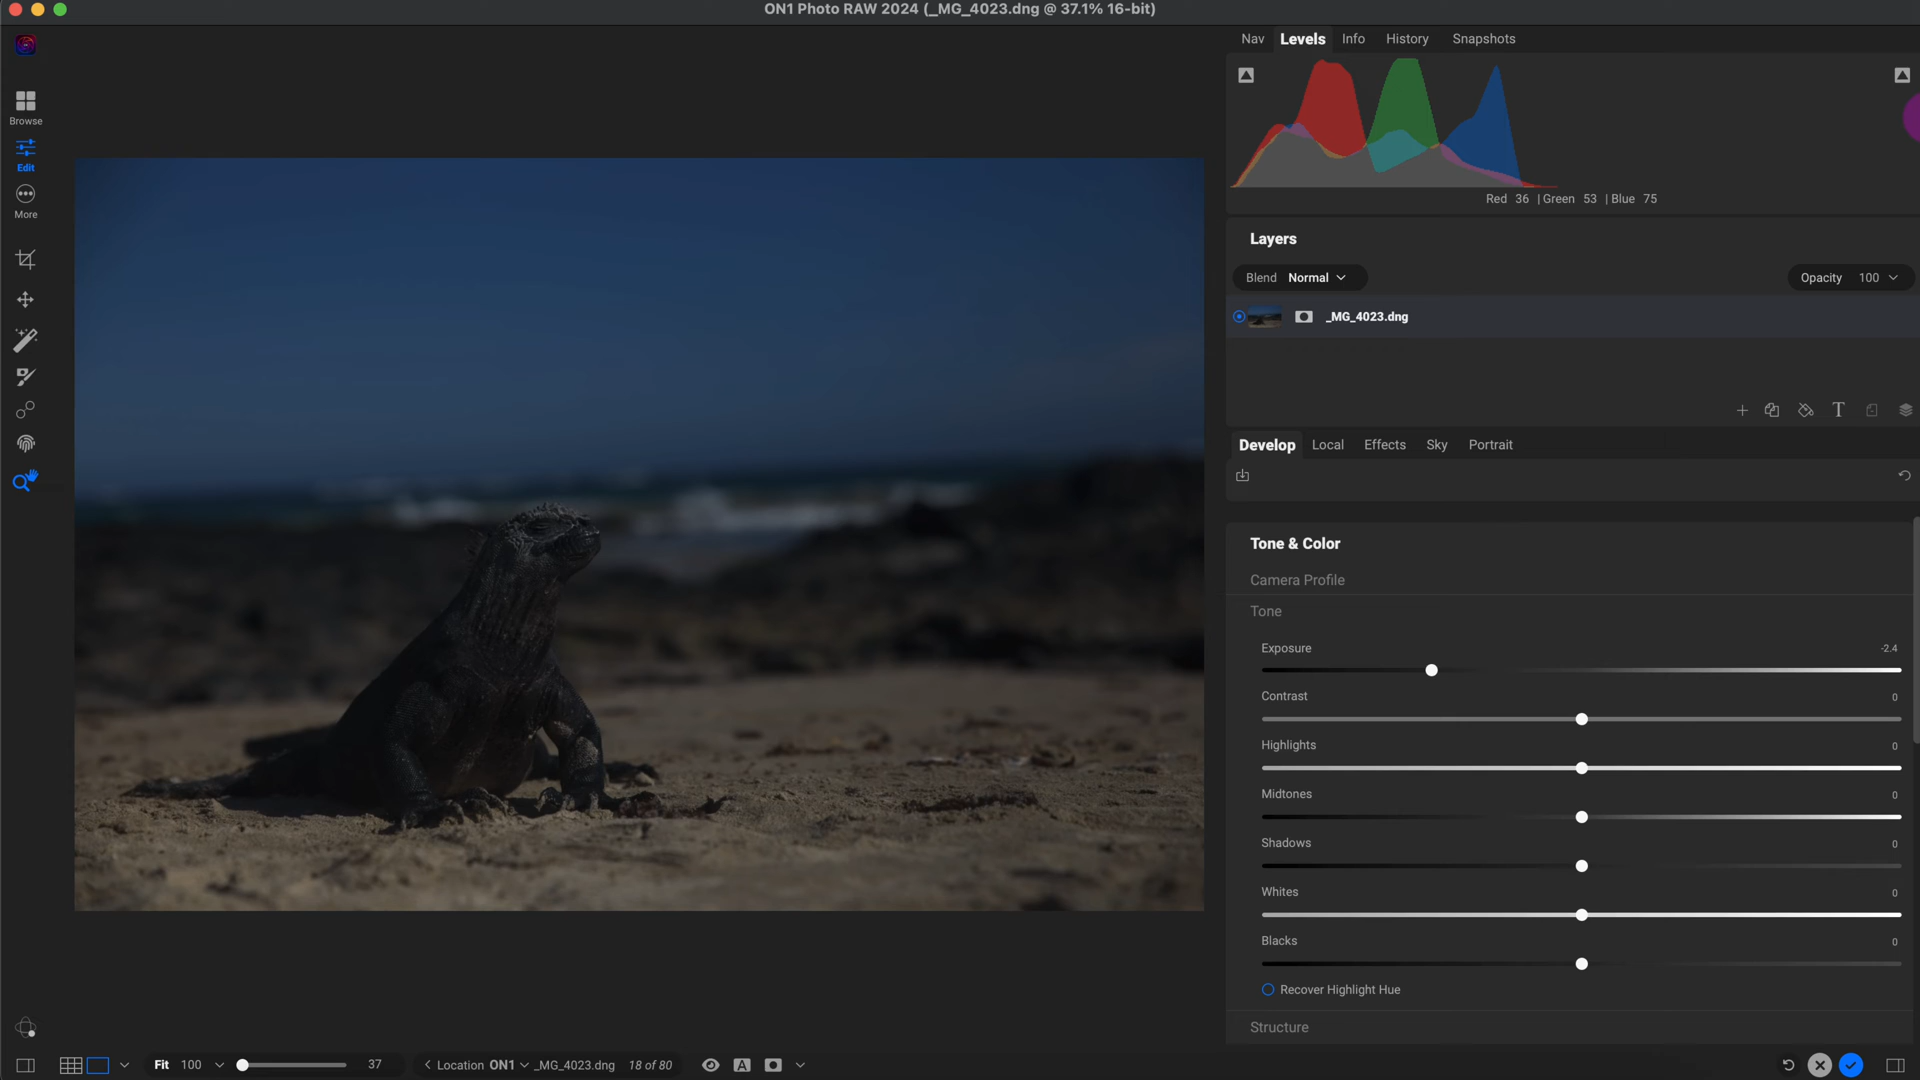 ON1 Photo RAW 2024 (_MG_4023.dng @ 37.1% 16-bit)
Browse
Edit
More
Nav Levels Info History Snapshots
Red 36 | Green 53 | Blue 75
Layers
Blend Normal Opacity 100
_MG_4023.dng
T
Develop Local Effects Sky Portrait
Tone & Color
Camera Profile
Tone
Exposure -2.4
Contrast 0
Highlights 0
Midtones 0
Shadows 0
Whites 0
Blacks 0
Recover Highlight Hue
Structure
Fit 100 37 Location ON1 _MG_4023.dng 18 of 80 A